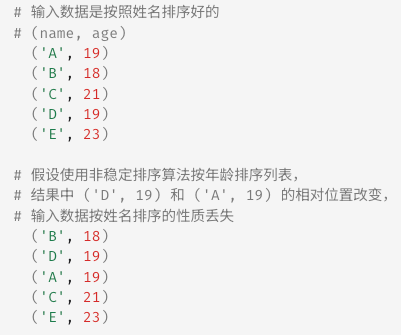 # 输入数据是按照姓名排序好的
# (name, age)
('A', 19)
('B', 18)
('C', 21)
('D', 19)
('E', 23)
# 假设使用非稳定排序算法按年龄排序列表，
# 结果中 ('D', 19) 和 ('A', 19) 的相对位置改变，
# 输入数据按姓名排序的性质丢失
('B', 18)
('D', 19)
('A', 19)
('C', 21)
('E', 23)